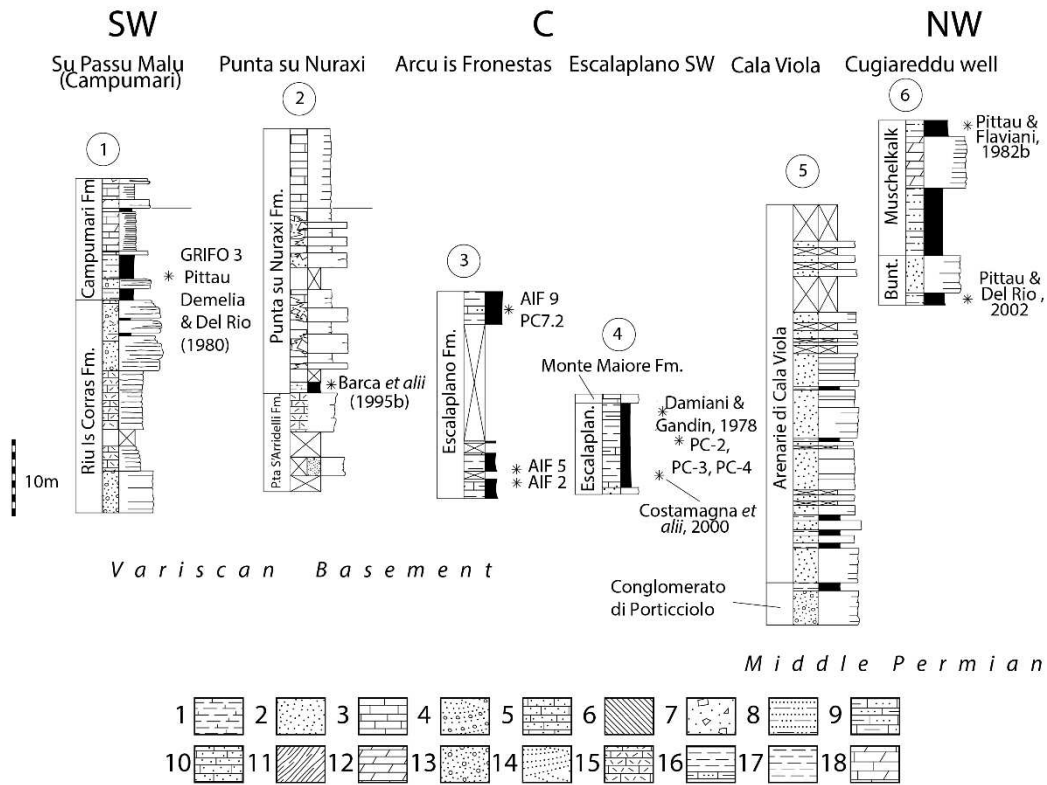 SW
C
NW
Su Passu Malu
(Campumari)
Punta su Nuraxi
Arcu is Fronestas
Escalaplano SW
Cala Viola
Cugiareddu well
1
Campumari Fm
Riu Is Corras Fm.
GRIFO 3
* Pittau
Demelia
& Del Rio
(1980)
2
Punta su Nuraxi Fm.
P.ta S'Arridelli Fm.
* Barca et alii
(1995b)
3
Escalaplano Fm.
AIF 9
* PC7.2
* AIF 5
* AIF 2
4
Monte Maiore Fm.
Escalaplan.
* Damiani &
Gandin, 1978
* PC-2,
PC-3, PC-4
*
Costamagna et
alii, 2000
5
Arenarie di Cala Viola
Conglomerato
di Porticciolo
6
Muschelkalk
Bunt.
* Pittau &
Flaviani,
1982b
* Pittau &
Del Rio ,
2002
10m
Variscan Basement
Middle Permian
1 2 3 4 5 6 7 8 9
10 11 12 13 14 15 16 17 18